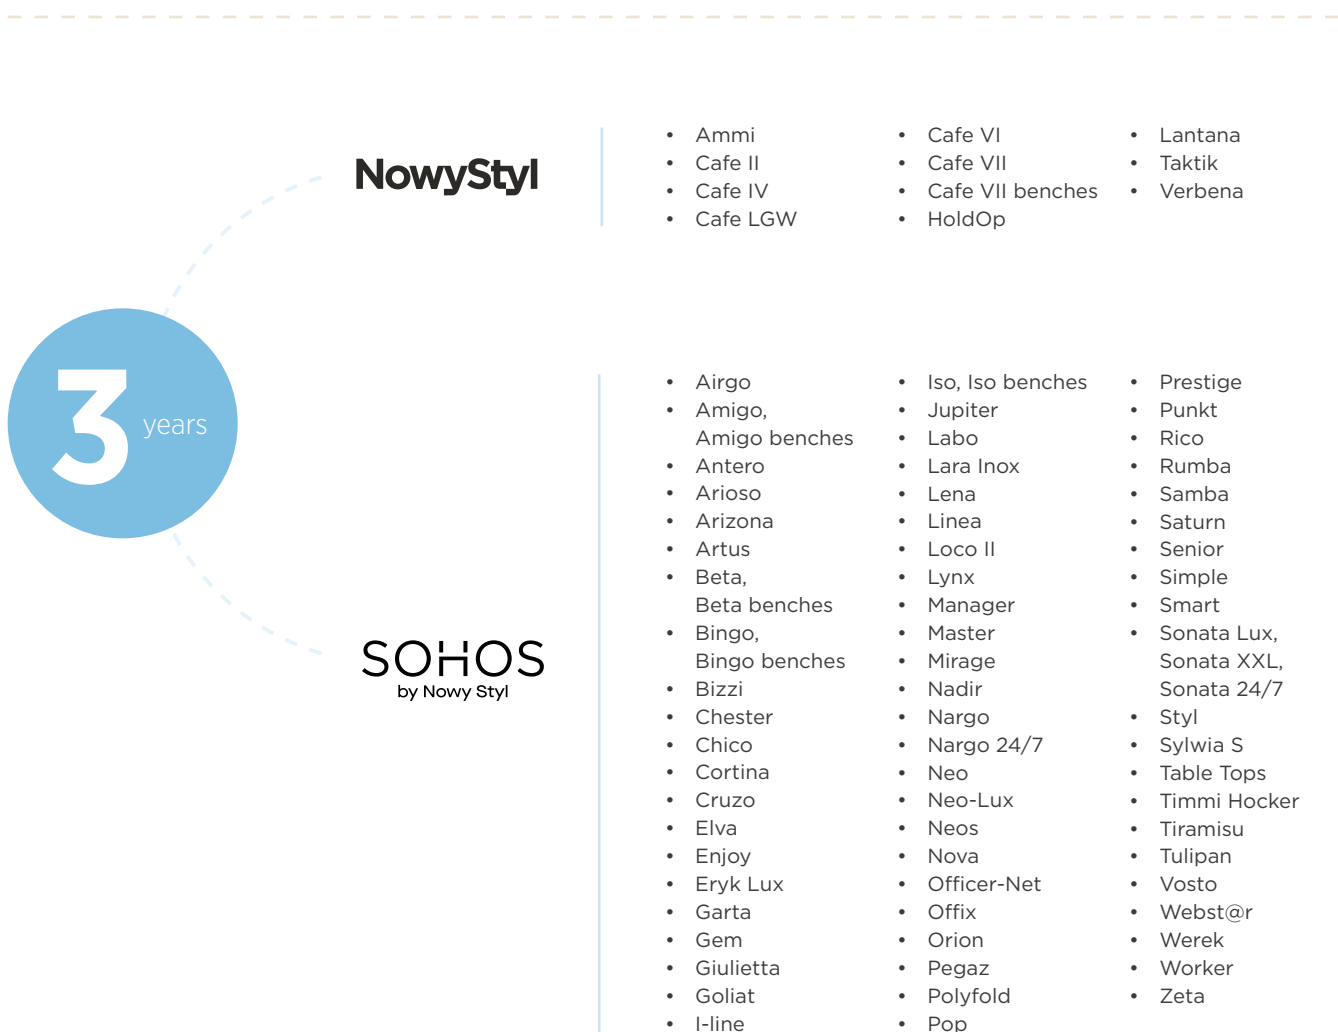 NowyStyl
• Ammi
• Cafe II
• Cafe IV
• Cafe LGW
• Cafe VI
• Cafe VII
• Cafe VII benches
• HoldOp
• Lantana
• Taktik
• Verbena
3 years
SOHOS
by Nowy Styl
• Airgo
• Amigo,
Amigo benches
• Antero
• Arioso
• Arizona
• Artus
• Beta,
Beta benches
• Bingo,
Bingo benches
• Bizzi
• Chester
• Chico
• Cortina
• Cruzo
• Elva
• Enjoy
• Eryk Lux
• Garta
• Gem
• Giulietta
• Goliat
• I-line
• Iso, Iso benches
• Jupiter
• Labo
• Lara Inox
• Lena
• Linea
• Loco II
• Lynx
• Manager
• Master
• Mirage
• Nadir
• Nargo
• Nargo 24/7
• Neo
• Neo-Lux
• Neos
• Nova
• Officer-Net
• Offix
• Orion
• Pegaz
• Polyfold
• Pop
• Prestige
• Punkt
• Rico
• Rumba
• Samba
• Saturn
• Senior
• Simple
• Smart
• Sonata Lux,
Sonata XXL,
Sonata 24/7
• Styl
• Sylwia S
• Table Tops
• Timmi Hocker
• Tiramisu
• Tulipan
• Vosto
• Webst@r
• Werek
• Worker
• Zeta